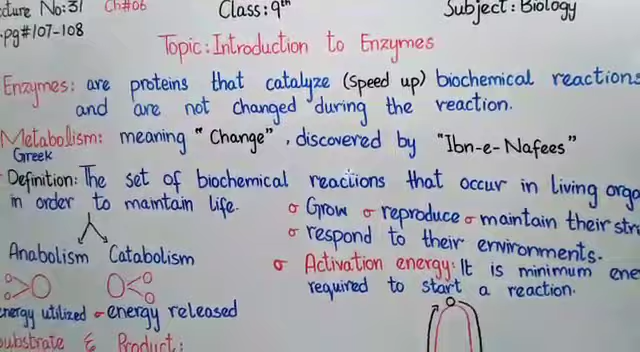 cture No:31 Ch#06 Class:9th Subject: Biology
pg#107-108
Topic: Introduction to Enzymes
Enzymes: are proteins that catalyze (speed up) biochemical reactions
and are not changed during the reaction.
Metabolism: meaning "Change", discovered by "Ibn-e-Nafees"
Greek
Definition: The set of biochemical reactions that occur in living orga
in order to maintain life.
Grow reproduce maintain their stru
respond to their environments.
Anabolism Catabolism
Activation energy: It is minimum ene
required to start a reaction.
nergy utilized energy released
ubstrate & Product: